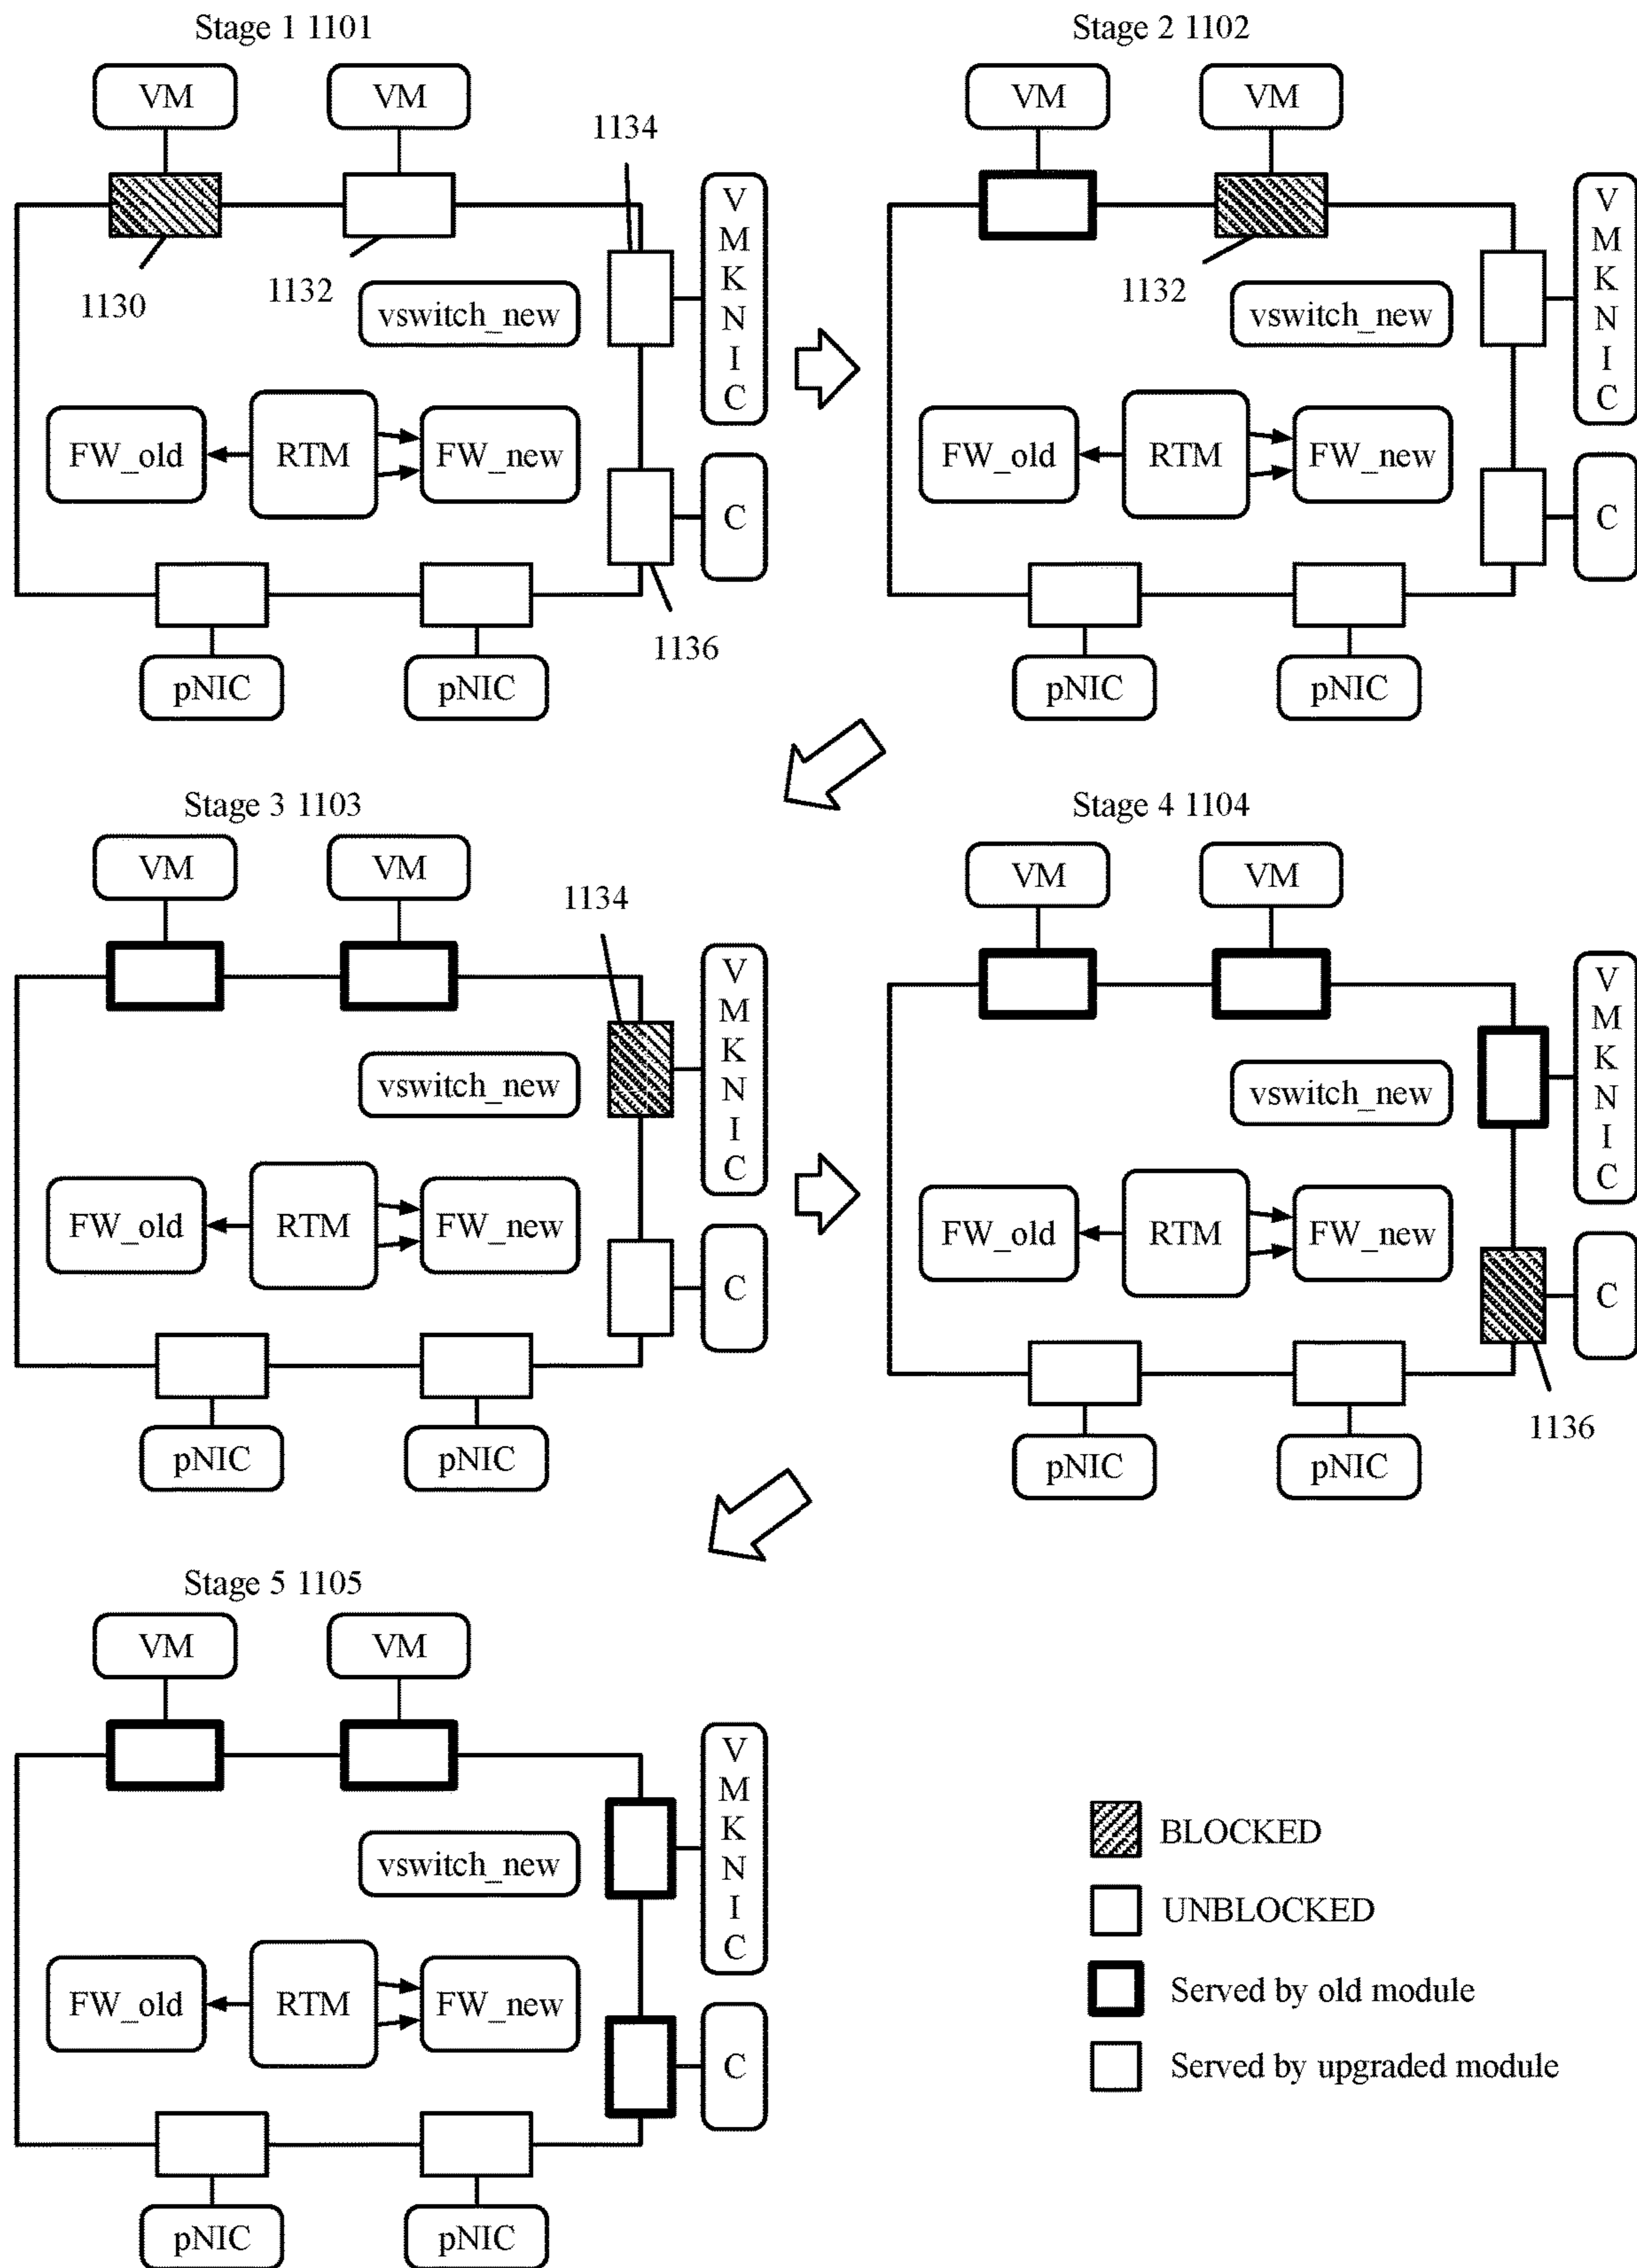 Stage 1 1101
VM
VM
1134
1130
1132
vswitch_new
VMKNIC
FW_old
RTM
FW_new
C
1136
pNIC
pNIC
Stage 2 1102
VM
VM
1132
vswitch_new
VMKNIC
FW_old
RTM
FW_new
C
pNIC
pNIC
Stage 3 1103
VM
VM
1134
vswitch_new
VMKNIC
FW_old
RTM
FW_new
C
pNIC
pNIC
Stage 4 1104
VM
VM
vswitch_new
VMKNIC
FW_old
RTM
FW_new
C
1136
pNIC
pNIC
Stage 5 1105
VM
VM
vswitch_new
VMKNIC
FW_old
RTM
FW_new
C
pNIC
pNIC
BLOCKED
UNBLOCKED
Served by old module
Served by upgraded module